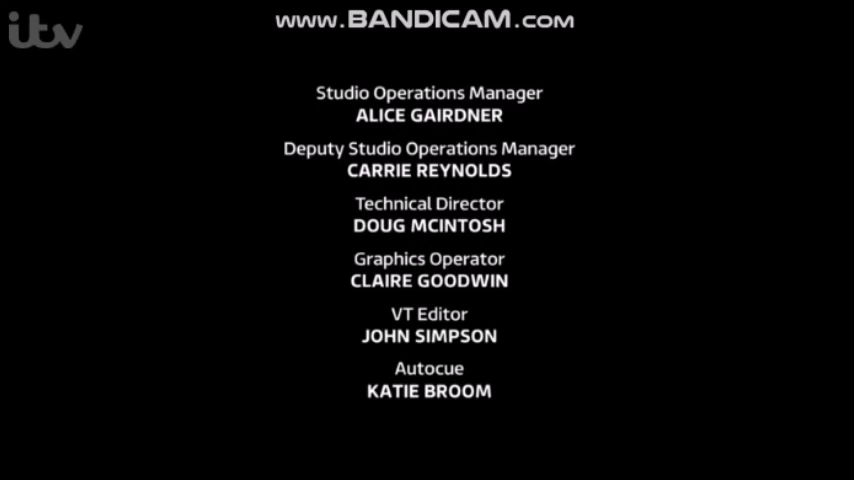 itv
www.BANDICAM.com
Studio Operations Manager
ALICE GAIRDNER
Deputy Studio Operations Manager
CARRIE REYNOLDS
Technical Director
DOUG MCINTOSH
Graphics Operator
CLAIRE GOODWIN
VT Editor
JOHN SIMPSON
Autocue
KATIE BROOM